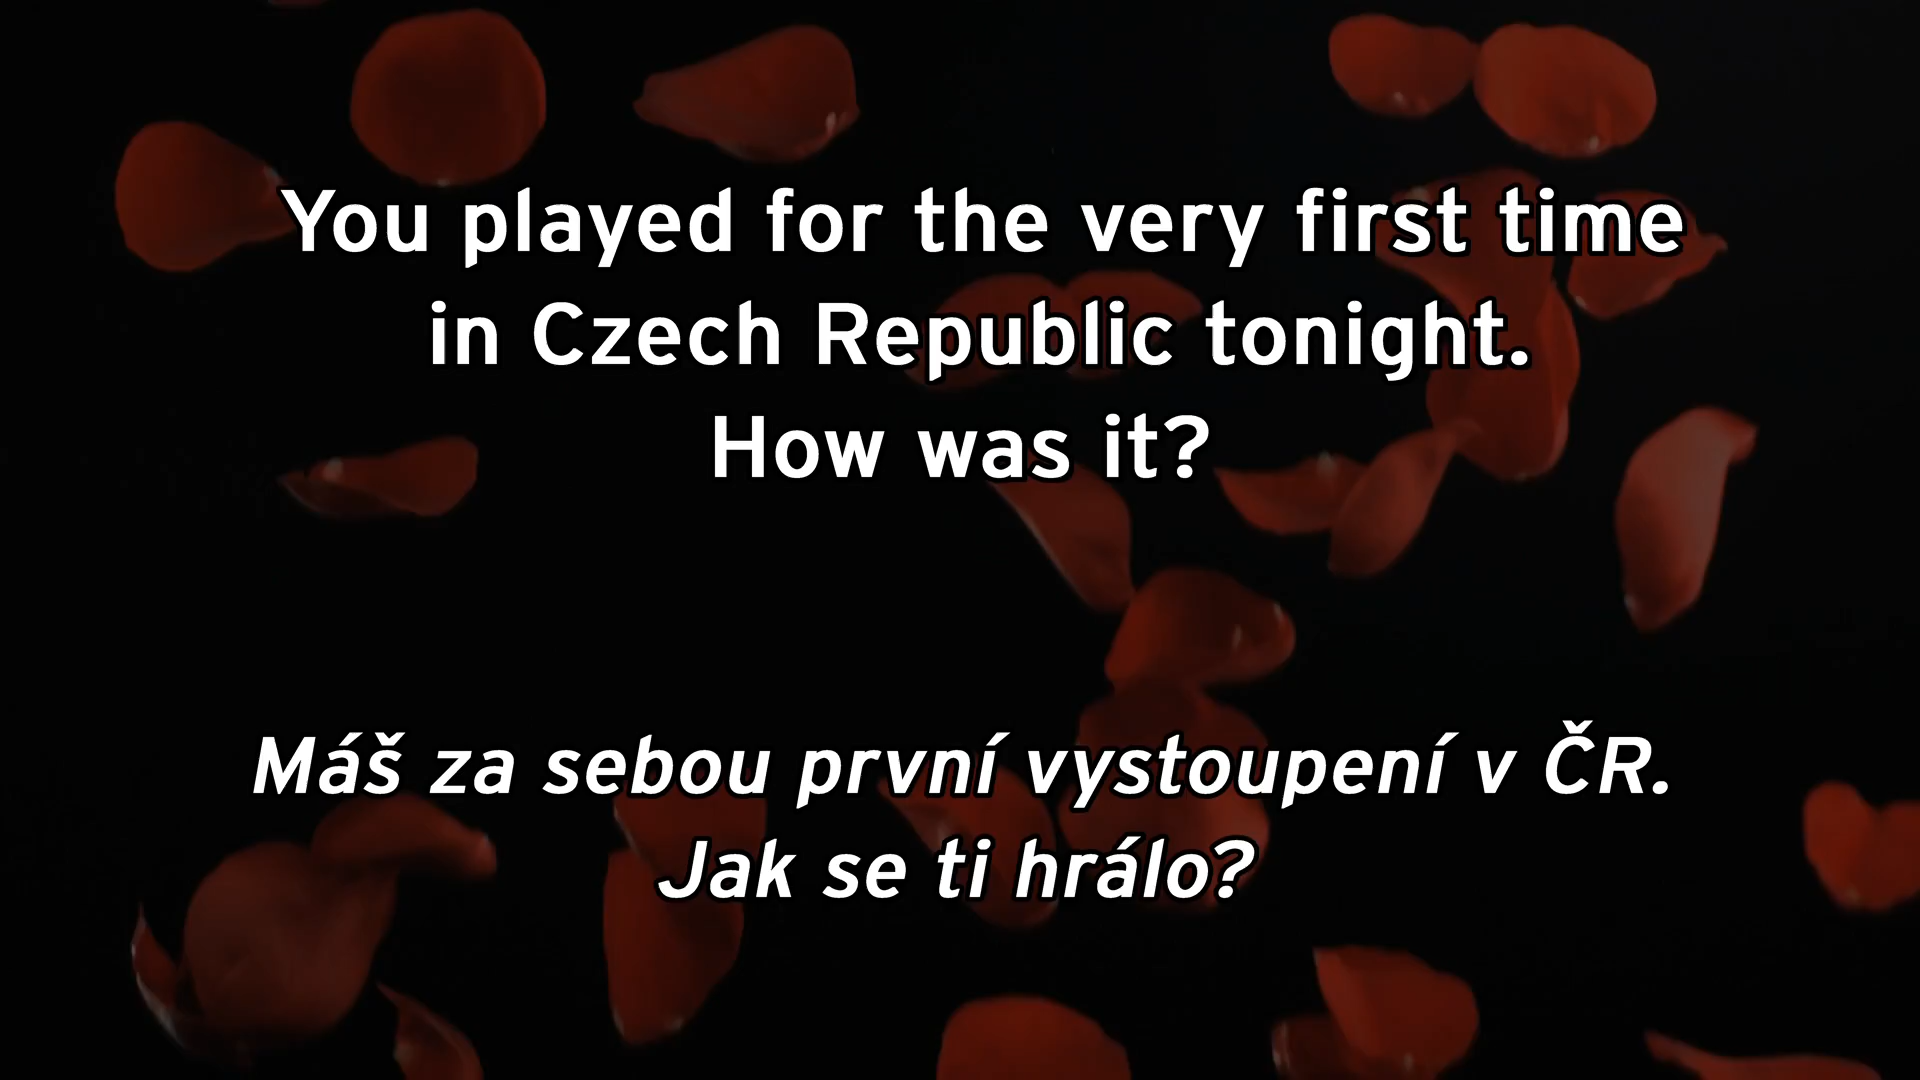 You played for the very first time
in Czech Republic tonight.
How was it?
Máš za sebou první vystoupení v ČR.
Jak se ti hrálo?